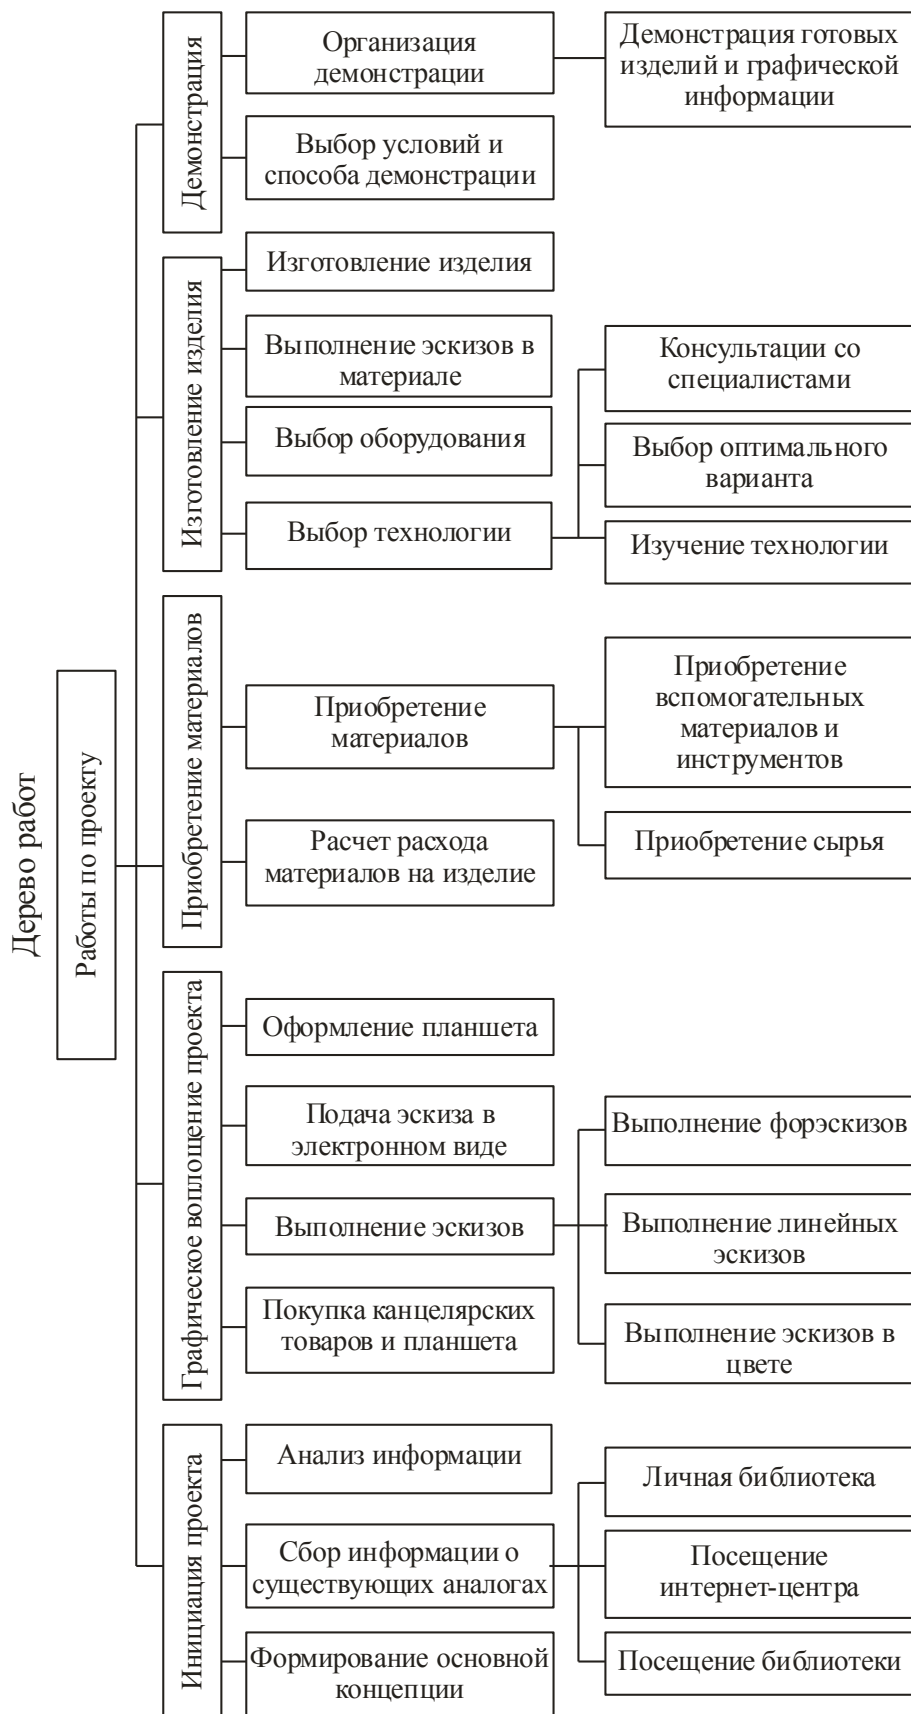 Дерево работ
Работы по проекту
Демонстрация
Организация
демонстрации
Демонстрация готовых
изделий и графической
информации
Выбор условий и
способа демонстрации
Изготовление изделия
Изготовление изделия
Выполнение эскизов в
материале
Выбор оборудования
Выбор технологии
Консультации со
специалистами
Выбор оптимального
варианта
Изучение технологии
Приобретение материалов
Приобретение
материалов
Приобретение
вспомогательных
материалов и
инструментов
Приобретение сырья
Расчет расхода
материалов на изделие
Графическое воплощение проекта
Оформление планшета
Подача эскиза в
электронном виде
Выполнение эскизов
Выполнение форэскизов
Выполнение линейных
эскизов
Выполнение эскизов в
цвете
Покупка канцелярских
товаров и планшета
Инициация проекта
Анализ информации
Сбор информации о
существующих аналогах
Личная библиотека
Посещение
интернет-центра
Посещение библиотеки
Формирование основной
концепции